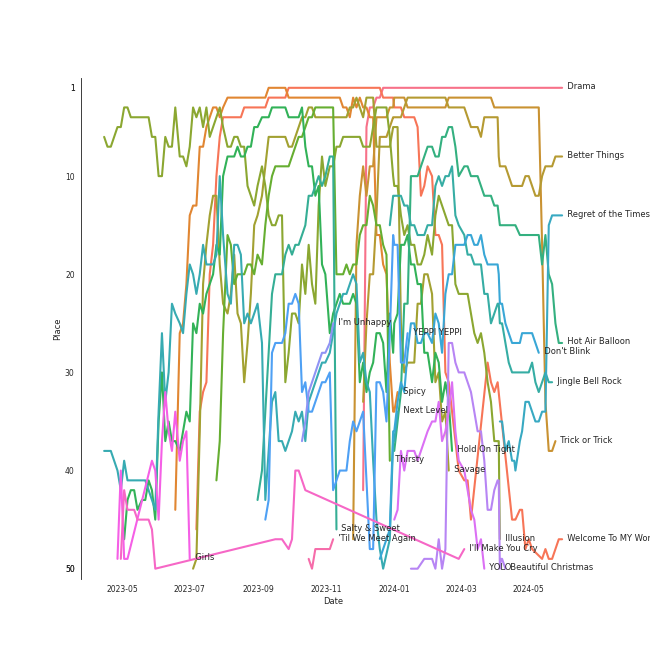 1
Drama
Better Things
10
Regret of the Times
20
I'm Unhappy
YEPPI YEPPI
Hot Air Balloon
Don't Blink
Place
30
Jingle Bell Rock
Spicy
Next Level
Trick or Trick
Hold On Tight
Thirsty
40
Savage
Salty & Sweet
'Til We Meet Again
Illusion
Welcome To MY Wor
I'll Make You Cry
Girls
50
YOLO
Beautiful Christmas
2023-05
2023-07
2023-09
2023-11
2024-01
2024-03
2024-05
Date